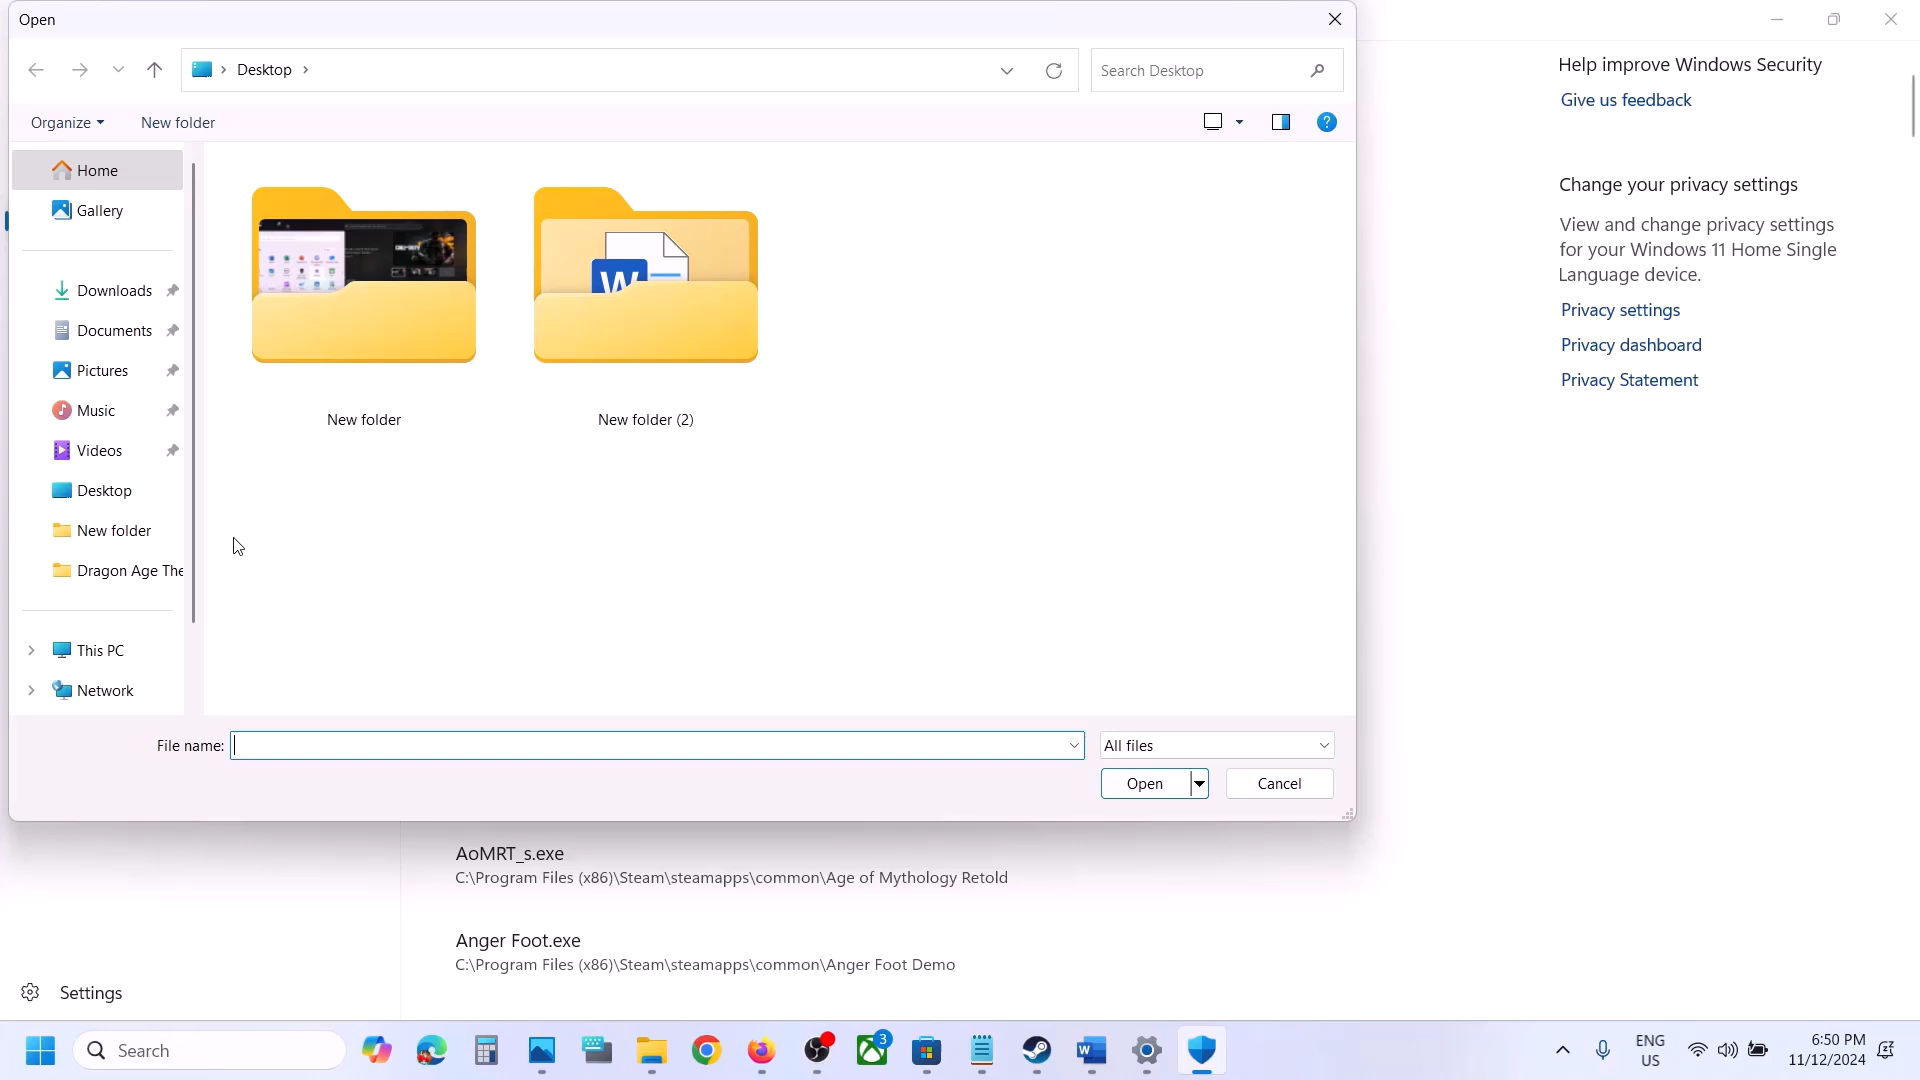 Open
Desktop
Search Desktop
Organize
New folder
Home
Gallery
Downloads
Documents
Pictures
Music
Videos
Desktop
New folder
Dragon Age The
This PC
Network
New folder
New folder (2)
File name:
All files
Open
Cancel
Help improve Windows Security
Give us feedback
Change your privacy settings
View and change privacy settings
for your Windows 11 Home Single
Language device.
Privacy settings
Privacy dashboard
Privacy Statement
AoMRT_s.exe
C:\Program Files (x86)\Steam\steamapps\common\Age of Mythology Retold
Anger Foot.exe
C:\Program Files (x86)\Steam\steamapps\common\Anger Foot Demo
Settings
Search
3
ENG
US
6:50 PM
11/12/2024